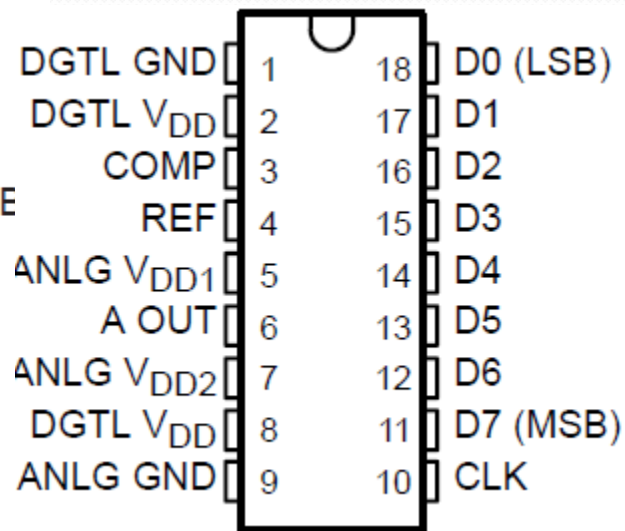 DGTL GND 1 18 D0 (LSB)
DGTL VDD 2 17 D1
COMP 3 16 D2
REF 4 15 D3
ANLG VDD1 5 14 D4
A OUT 6 13 D5
ANLG VDD2 7 12 D6
DGTL VDD 8 11 D7 (MSB)
ANLG GND 9 10 CLK